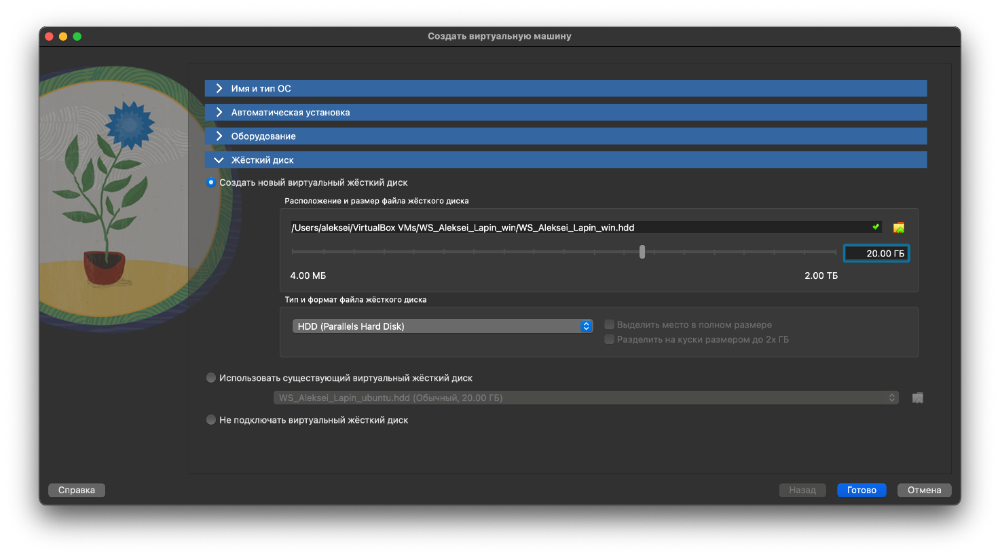 Создать виртуальную машину
Имя и тип ОС
Автоматическая установка
Оборудование
Жёсткий диск
Создать новый виртуальный жёсткий диск
Расположение и размер файла жёсткого диска
/Users/aleksei/VirtualBox VMs/WS_Aleksei_Lapin_win/WS_Aleksei_Lapin_win.hdd
20.00 ГБ
4.00 МБ 2.00 ТБ
Тип и формат файла жёсткого диска
HDD (Parallels Hard Disk) Выделить место в полном размере
Разделить на куски размером до 2х ГБ
Использовать существующий виртуальный жёсткий диск
WS_Aleksei_Lapin_ubuntu.hdd (Обычный, 20.00 ГБ)
Не подключать виртуальный жёсткий диск
Справка Назад Готово Отмена